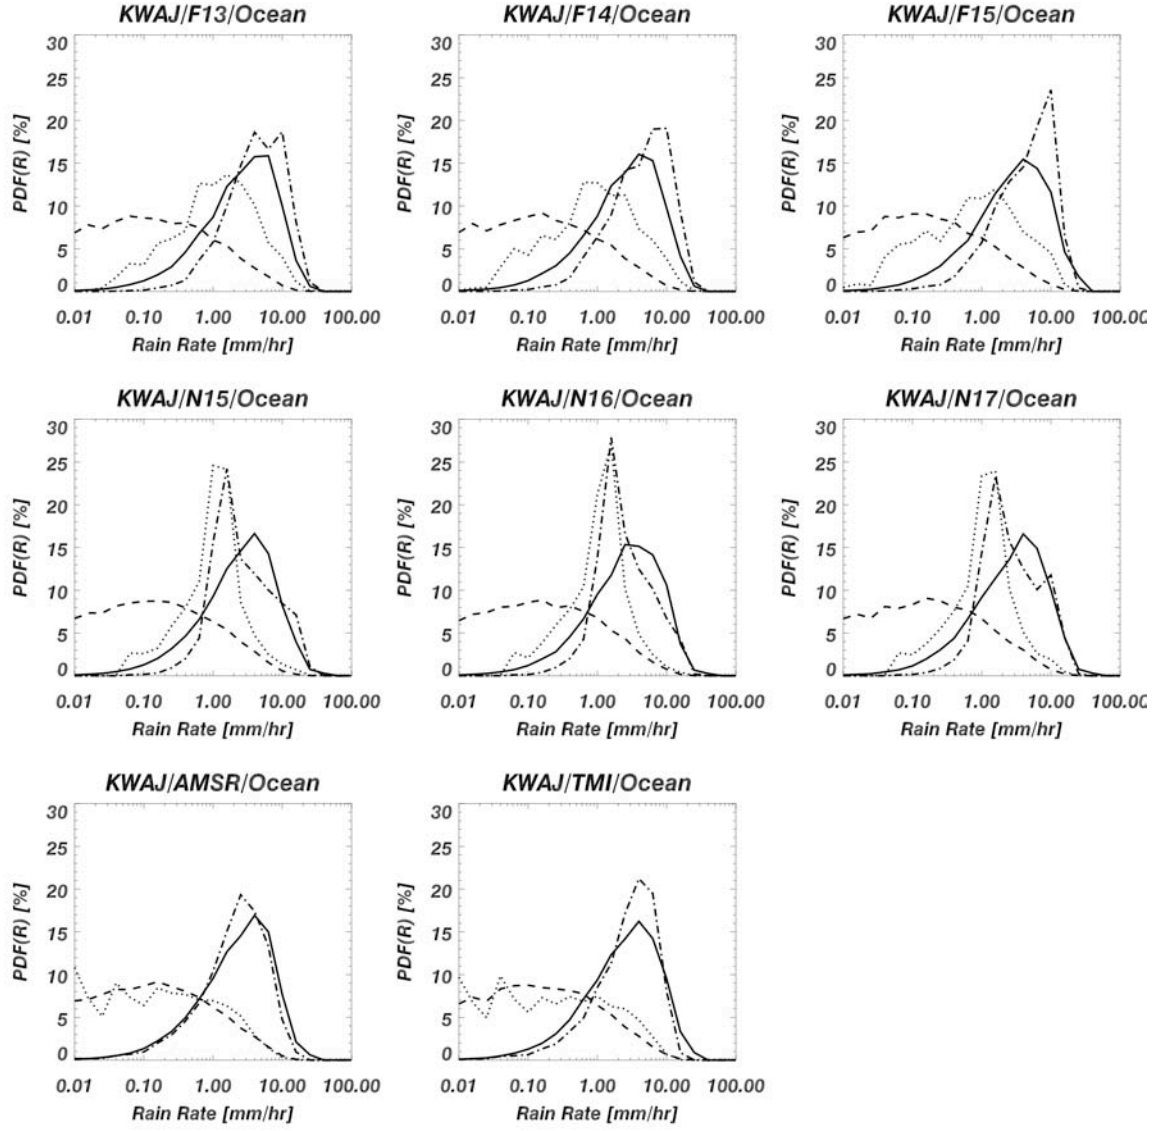 KWAJ/F13/Ocean KWAJ/F14/Ocean KWAJ/F15/Ocean
30 30 30
25 25 25
20 20 20
15 15 15
10 10 10
5 5 5
0 0 0
PDF(R) [%] PDF(R) [%] PDF(R) [%]
0.01 0.10 1.00 10.00 100.00 0.01 0.10 1.00 10.00 100.00 0.01 0.10 1.00 10.00 100.00
Rain Rate [mm/hr] Rain Rate [mm/hr] Rain Rate [mm/hr]
KWAJ/N15/Ocean KWAJ/N16/Ocean KWAJ/N17/Ocean
30 30 30
25 25 25
20 20 20
15 15 15
10 10 10
5 5 5
0 0 0
PDF(R) [%] PDF(R) [%] PDF(R) [%]
0.01 0.10 1.00 10.00 100.00 0.01 0.10 1.00 10.00 100.00 0.01 0.10 1.00 10.00 100.00
Rain Rate [mm/hr] Rain Rate [mm/hr] Rain Rate [mm/hr]
KWAJ/AMSR/Ocean KWAJ/TMI/Ocean
30 30
25 25
20 20
15 15
10 10
5 5
0 0
PDF(R) [%] PDF(R) [%]
0.01 0.10 1.00 10.00 100.00 0.01 0.10 1.00 10.00 100.00
Rain Rate [mm/hr] Rain Rate [mm/hr]